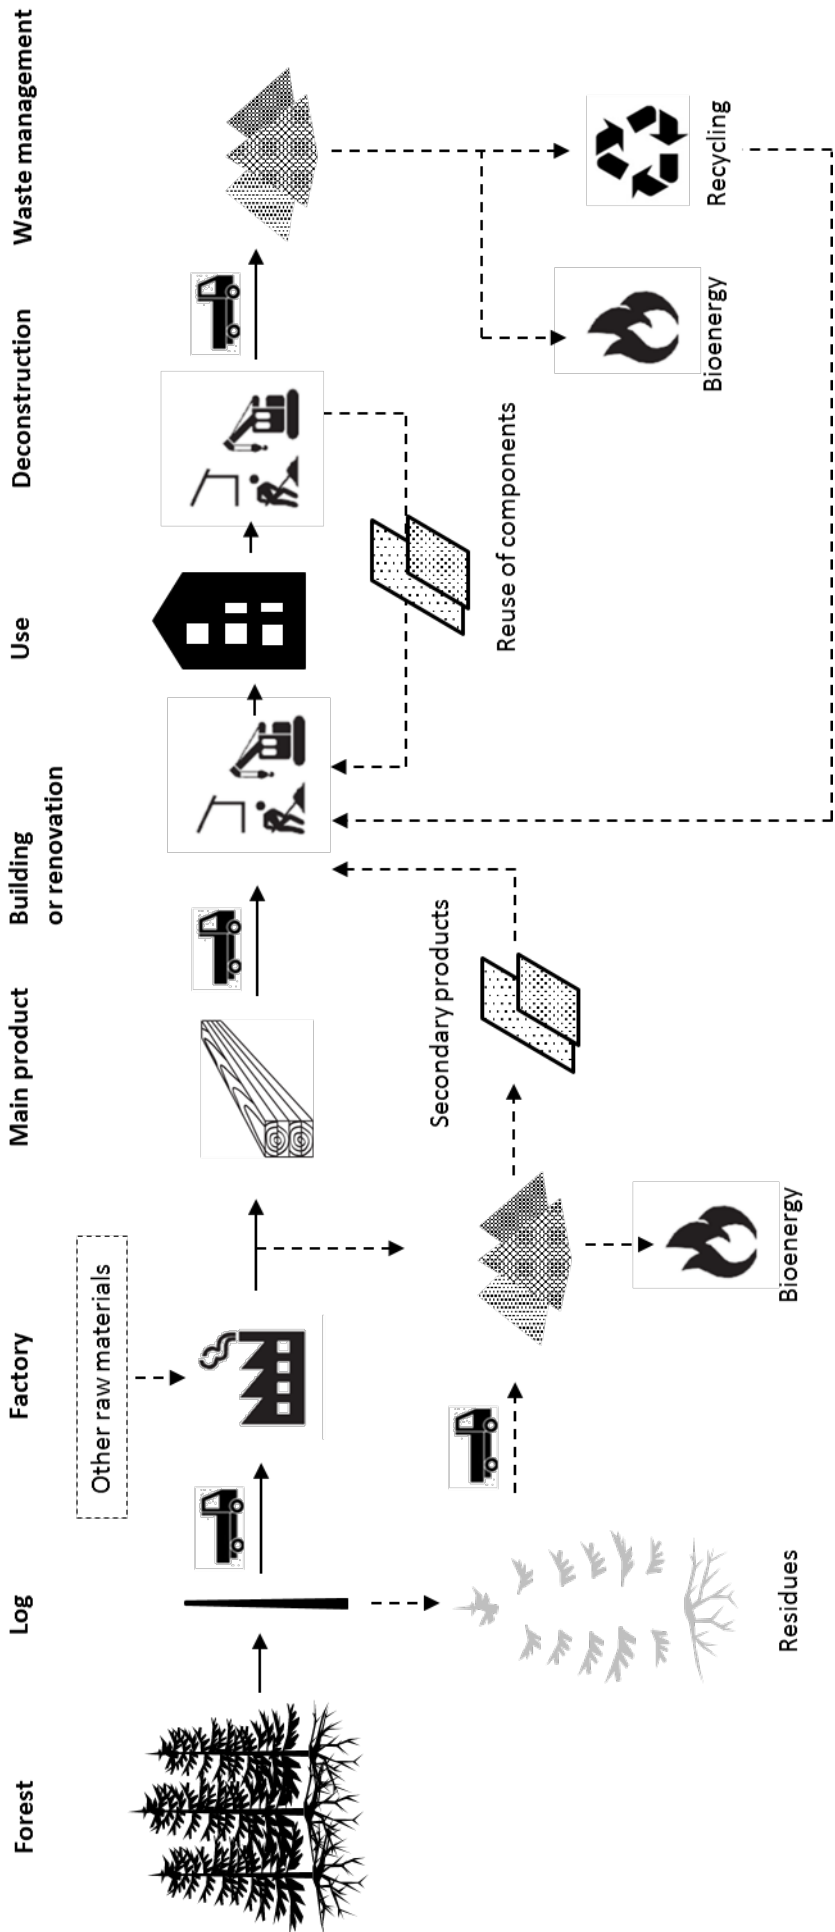 Forest
Log
Factory
Main product
Building
or renovation
Use
Deconstruction
Waste management
Other raw materials
Secondary products
Reuse of components
Residues
Bioenergy
Bioenergy
Recycling